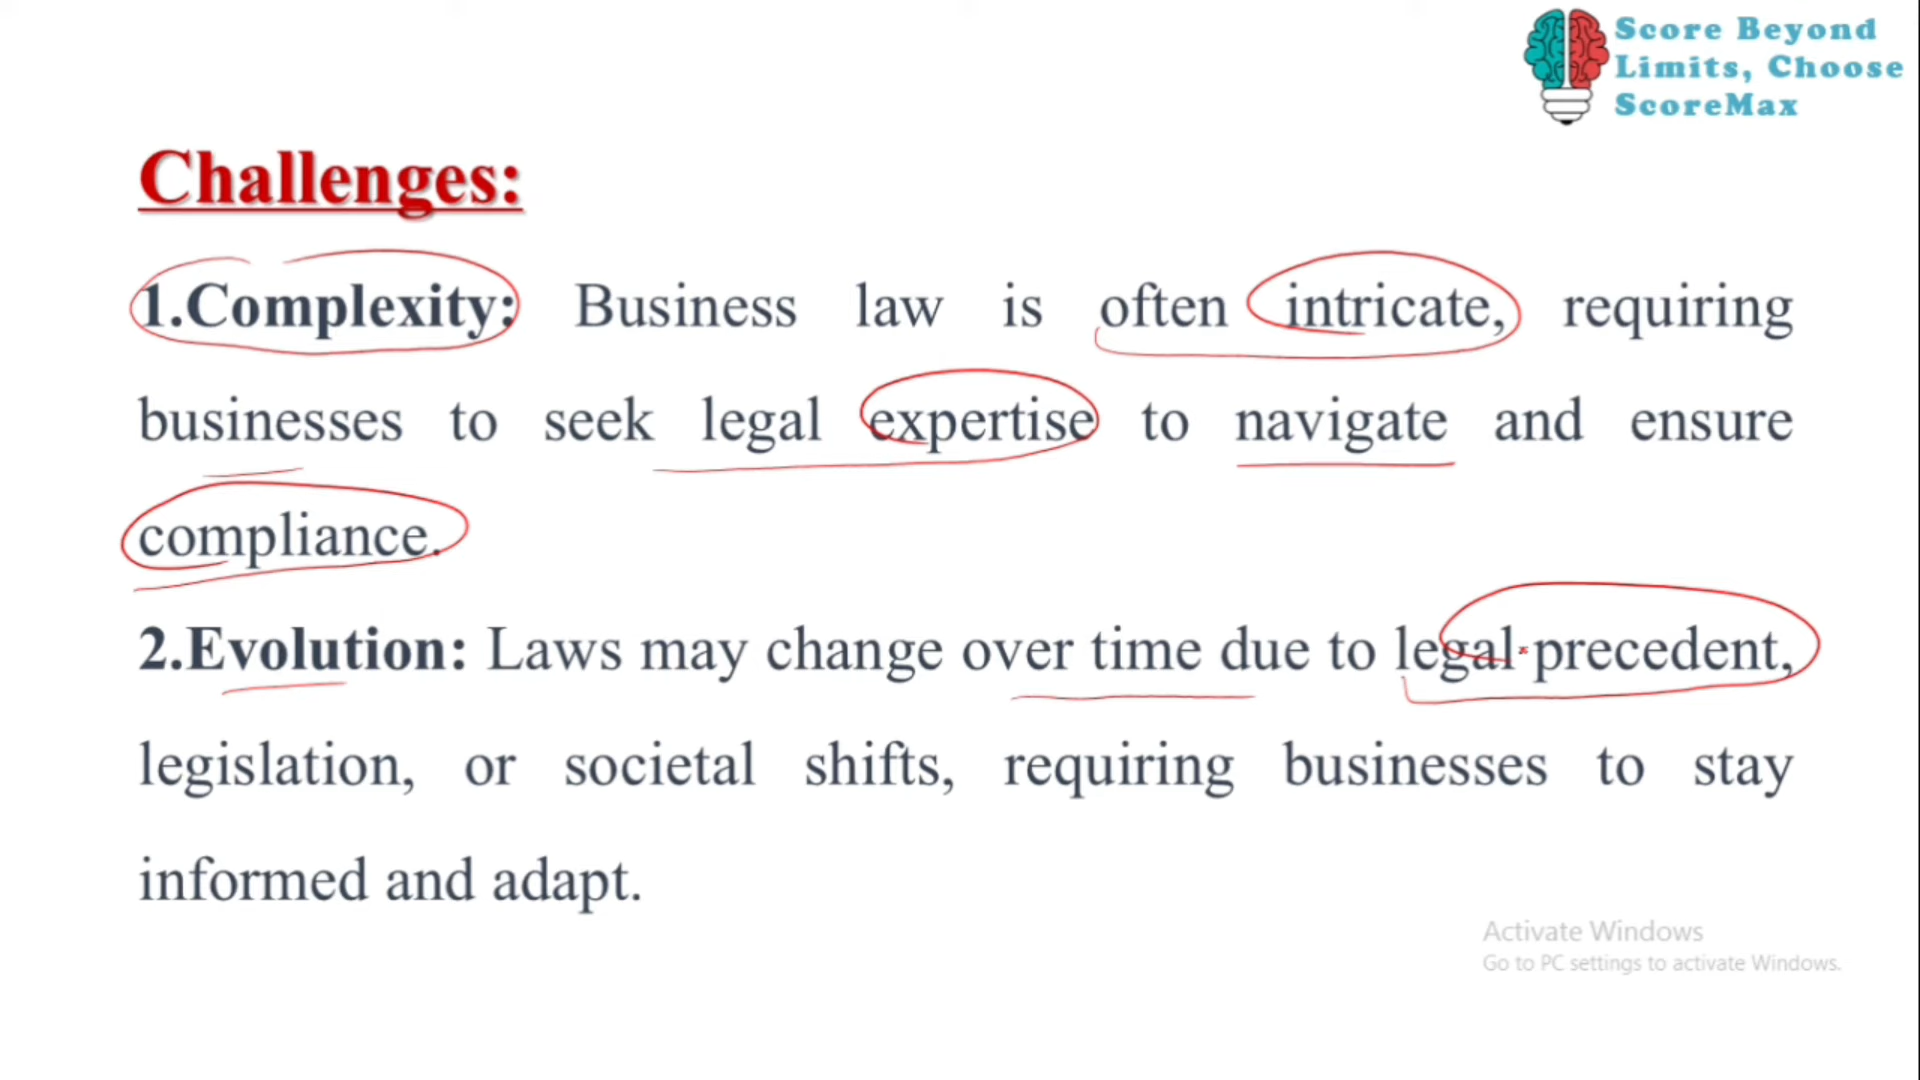 Score Beyond
Limits, Choose
ScoreMax
Challenges:
1.Complexity: Business law is often intricate, requiring
businesses to seek legal expertise to navigate and ensure
compliance.
2.Evolution: Laws may change over time due to legal precedent,
legislation, or societal shifts, requiring businesses to stay
informed and adapt.
Activate Windows
Go to PC settings to activate Windows.